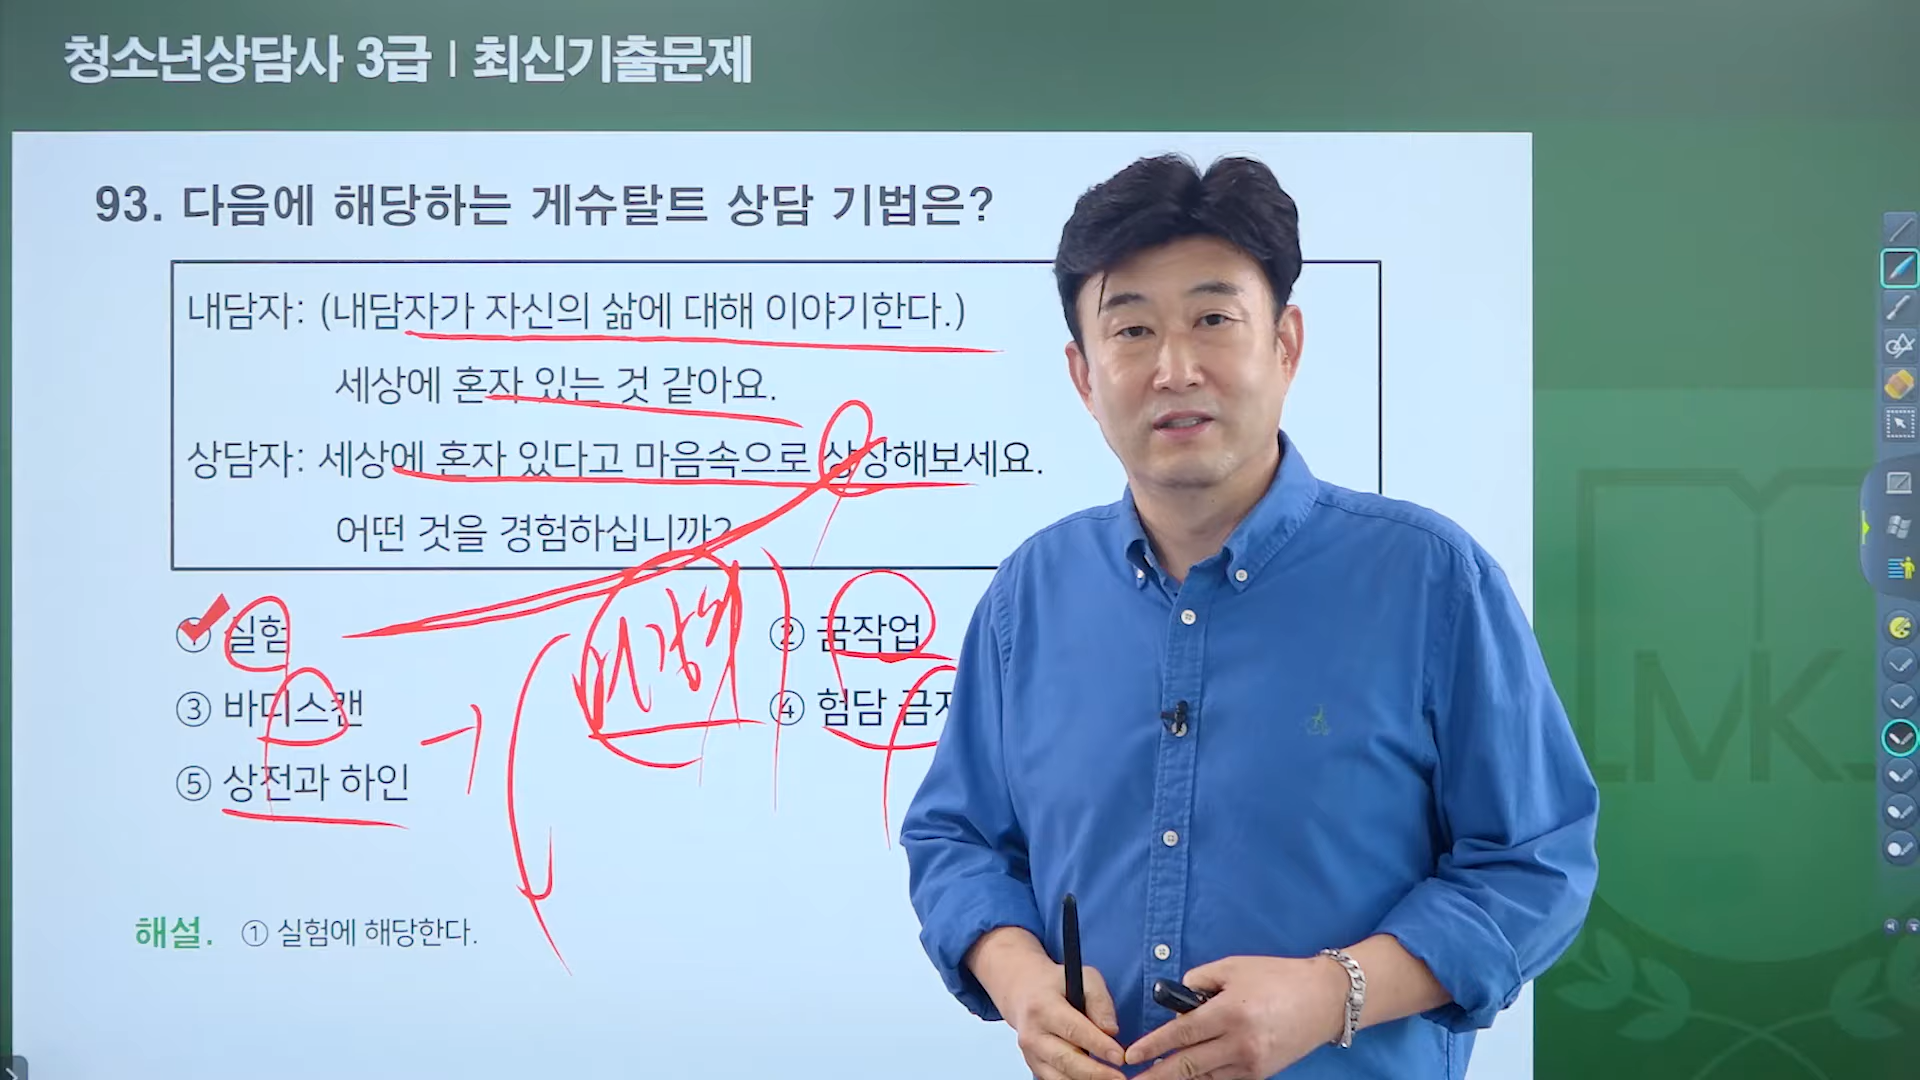 청소년상담사 3급 | 최신기출문제
93. 다음에 해당하는 게슈탈트 상담 기법은?
내담자: (내담자가 자신의 삶에 대해 이야기한다.)
세상에 혼자 있는 것 같아요.
상담자: 세상에 혼자 있다고 마음속으로 상상해보세요.
어떤 것을 경험하십니까?
① 실험
② 꿈작업
③ 바디스캔
④ 험담 금지
⑤ 상전과 하인
해설. ① 실험에 해당한다.
MK